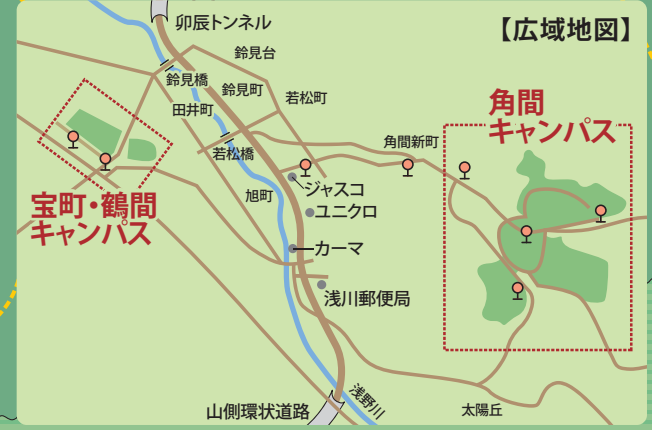 卯辰トンネル
【広域地図】
鈴見台
鈴見橋
鈴見町
若松町
田井町
角間
キャンパス
若松橋
角間新町
旭町
ジャスコ
ユニクロ
宝町・鶴間
キャンパス
カーマ
浅川郵便局
山側環状道路
浅野川
太陽丘